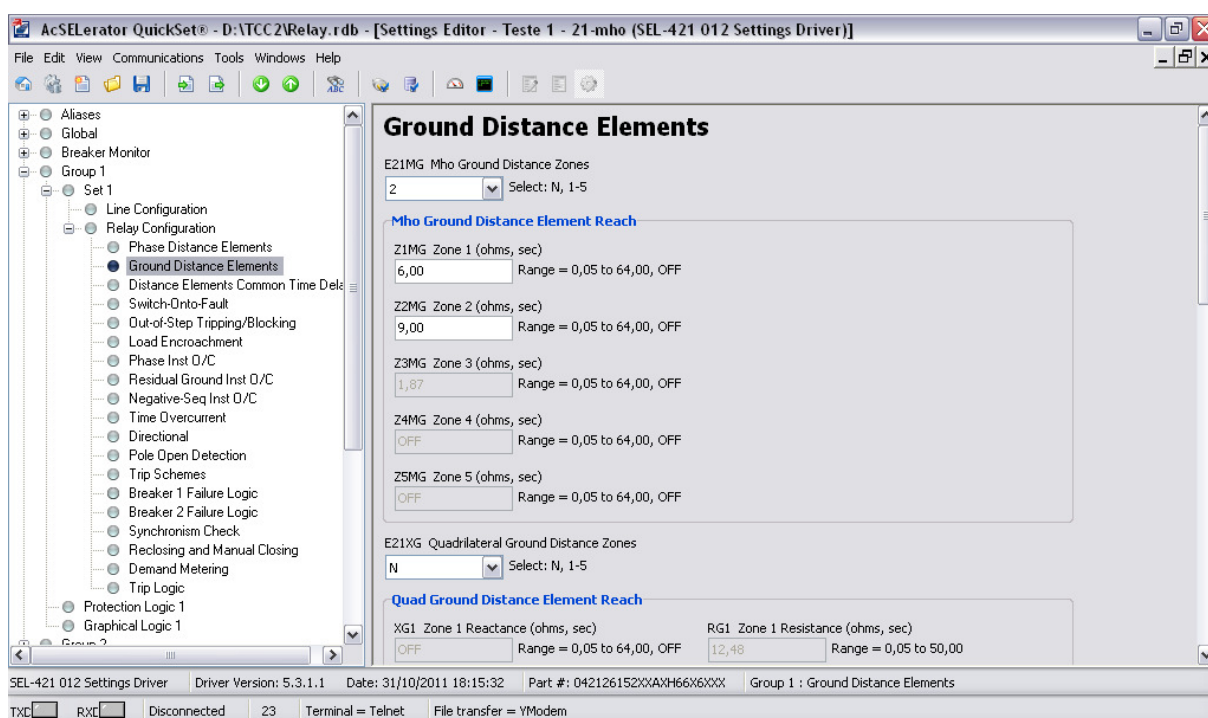 AcSELerator QuickSet® - D:\TCC2\Relay.rdb - [Settings Editor - Teste 1 - 21-mho (SEL-421 012 Settings Driver)]
File Edit View Communications Tools Windows Help
Aliases
Global
Breaker Monitor
Group 1
Set 1
Line Configuration
Relay Configuration
Phase Distance Elements
Ground Distance Elements
Distance Elements Common Time Dela
Switch-Onto-Fault
Out-of-Step Tripping/Blocking
Load Encroachment
Phase Inst O/C
Residual Ground Inst O/C
Negative-Seq Inst O/C
Time Overcurrent
Directional
Pole Open Detection
Trip Schemes
Breaker 1 Failure Logic
Breaker 2 Failure Logic
Synchronism Check
Reclosing and Manual Closing
Demand Metering
Trip Logic
Protection Logic 1
Graphical Logic 1
Group 2
Ground Distance Elements
E21MG Mho Ground Distance Zones
2 Select: N, 1-5
Mho Ground Distance Element Reach
Z1MG Zone 1 (ohms, sec)
6,00 Range = 0,05 to 64,00, OFF
Z2MG Zone 2 (ohms, sec)
9,00 Range = 0,05 to 64,00, OFF
Z3MG Zone 3 (ohms, sec)
1,87 Range = 0,05 to 64,00, OFF
Z4MG Zone 4 (ohms, sec)
OFF Range = 0,05 to 64,00, OFF
Z5MG Zone 5 (ohms, sec)
OFF Range = 0,05 to 64,00, OFF
E21XG Quadrilateral Ground Distance Zones
N Select: N, 1-5
Quad Ground Distance Element Reach
XG1 Zone 1 Reactance (ohms, sec) RG1 Zone 1 Resistance (ohms, sec)
OFF Range = 0,05 to 64,00, OFF 12,48 Range = 0,05 to 50,00
SEL-421 012 Settings Driver Driver Version: 5.3.1.1 Date: 31/10/2011 18:15:32 Part #: 042126152XXAXH66X6XXX Group 1 : Ground Distance Elements
TXD RXD Disconnected 23 Terminal = Telnet File transfer = YModem